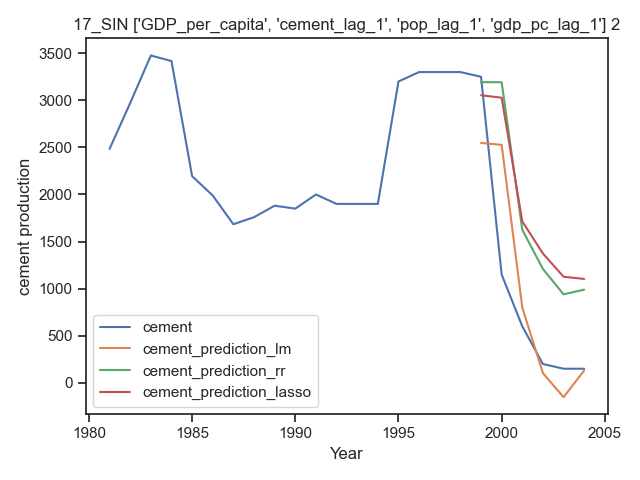 17_SIN ['GDP_per_capita', 'cement_lag_1', 'pop_lag_1', 'gdp_pc_lag_1'] 2
3500
3000
2500
2000
1500
1000
500
0
cement production
cement
cement_prediction_lm
cement_prediction_rr
cement_prediction_lasso
1980
1985
1990
1995
2000
2005
Year